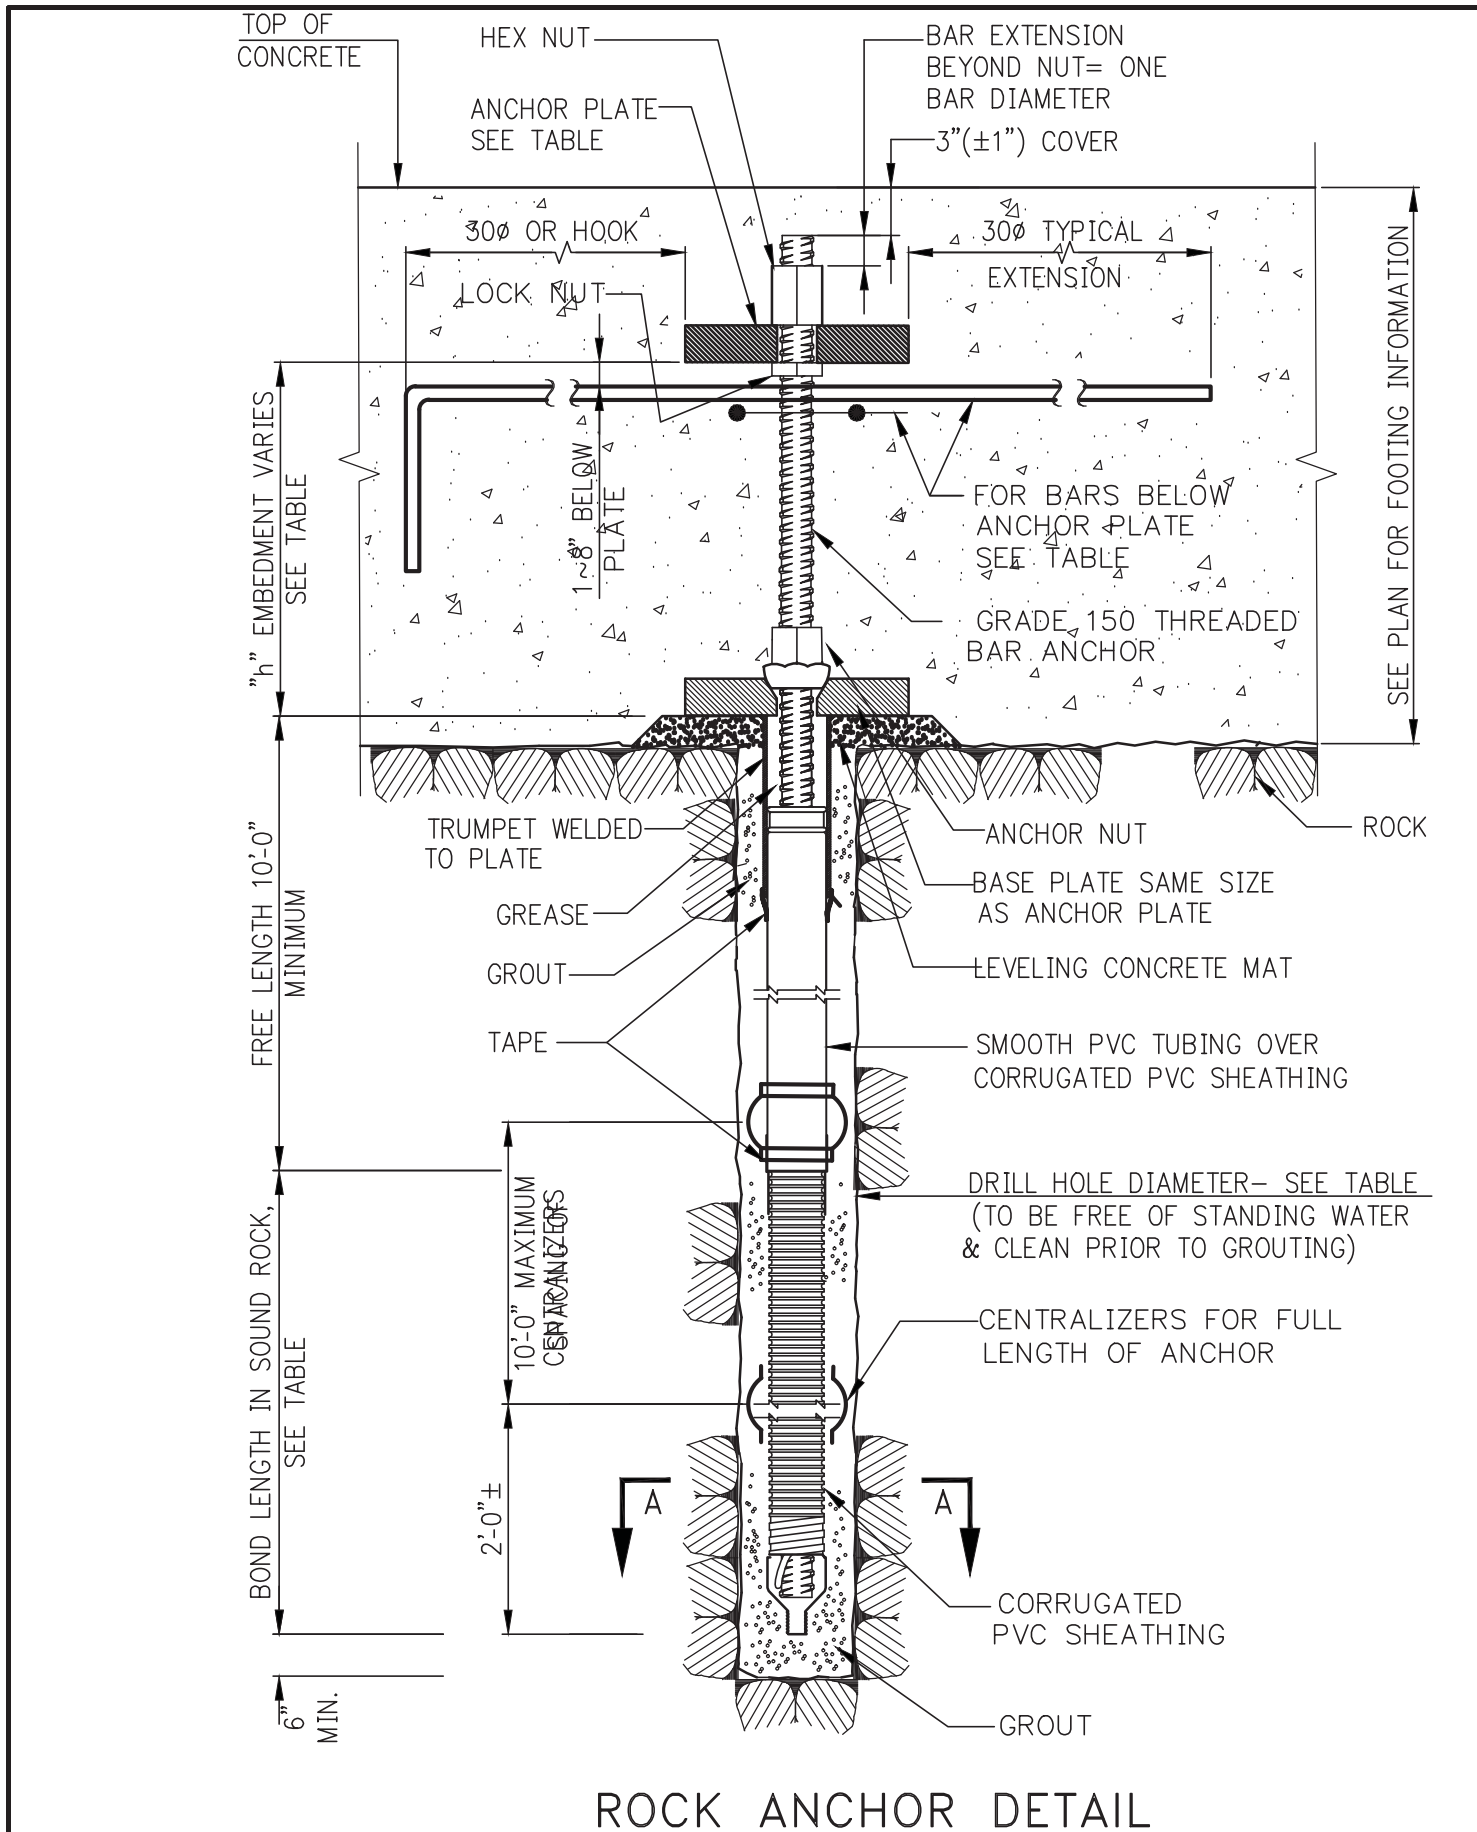 TOP OF
CONCRETE
HEX NUT
BAR EXTENSION
BEYOND NUT= ONE
BAR DIAMETER
ANCHOR PLATE
SEE TABLE
3"(±1") COVER
30ø OR HOOK
30ø TYPICAL
EXTENSION
LOCK NUT
SEE PLAN FOR FOOTING INFORMATION
"h" EMBEDMENT VARIES
SEE TABLE
1~8" BELOW
PLATE
FOR BARS BELOW
ANCHOR PLATE
SEE TABLE
GRADE 150 THREADED
BAR ANCHOR
TRUMPET WELDED
TO PLATE
ANCHOR NUT
ROCK
BASE PLATE SAME SIZE
AS ANCHOR PLATE
GREASE
GROUT
LEVELING CONCRETE MAT
FREE LENGTH 10'-0"
MINIMUM
TAPE
SMOOTH PVC TUBING OVER
CORRUGATED PVC SHEATHING
DRILL HOLE DIAMETER- SEE TABLE
(TO BE FREE OF STANDING WATER
& CLEAN PRIOR TO GROUTING)
10'-0" MAXIMUM
SPACING OF
CENTRALIZERS
CENTRALIZERS FOR FULL
LENGTH OF ANCHOR
BOND LENGTH IN SOUND ROCK,
SEE TABLE
2'-0"±
A
A
CORRUGATED
PVC SHEATHING
6"
MIN.
GROUT
ROCK ANCHOR DETAIL